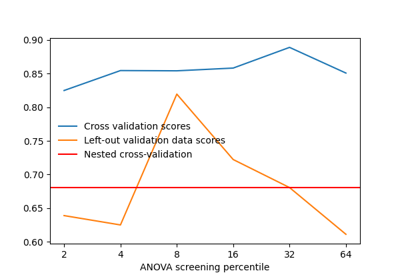 0.90
0.85
0.80
0.75
0.70
0.65
0.60
Cross validation scores
Left-out validation data scores
Nested cross-validation
2 4 8 16 32 64
ANOVA screening percentile